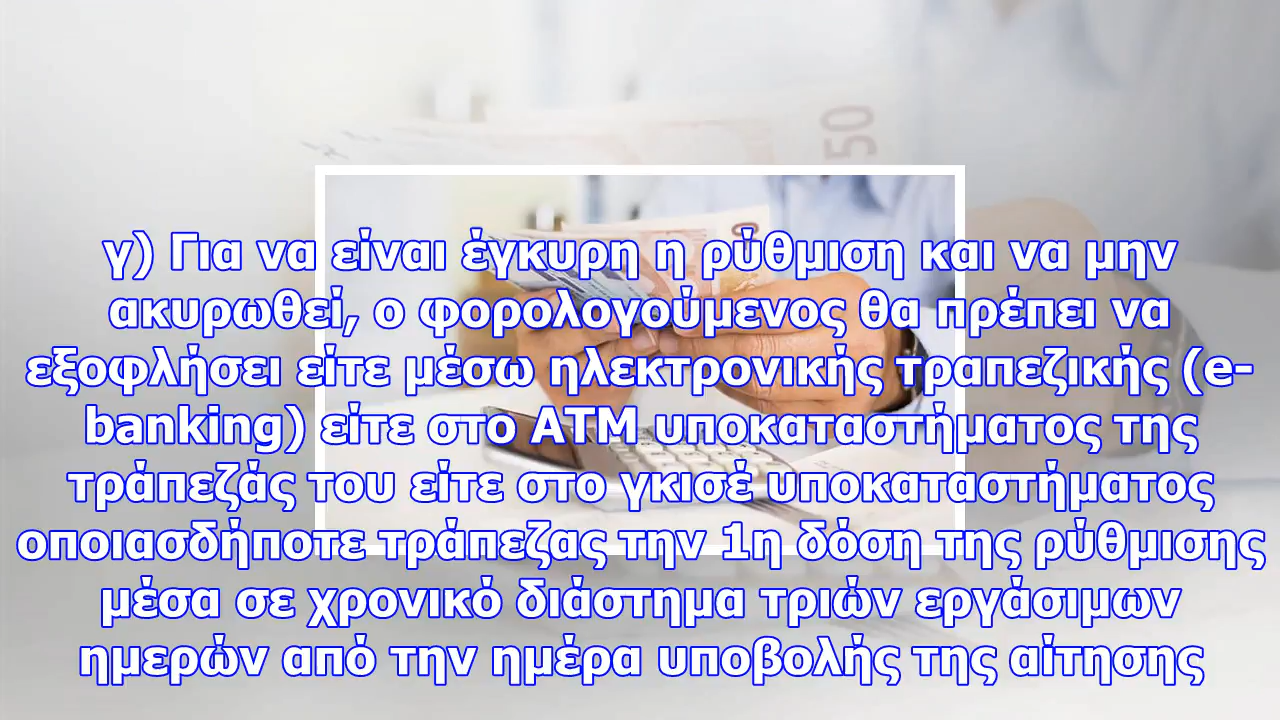 50
γ) Για να είναι έγκυρη η ρύθμιση και να μην
ακυρωθεί, ο φορολογούμενος θα πρέπει να
εξοφλήσει είτε μέσω ηλεκτρονικής τραπεζικής (e-
banking) είτε στο ΑΤΜ υποκαταστήματος της
τράπεζάς του είτε στο γκισέ υποκαταστήματος
οποιασδήποτε τράπεζας την 1η δόση της ρύθμισης
μέσα σε χρονικό διάστημα τριών εργάσιμων
ημερών από την ημέρα υποβολής της αίτησης